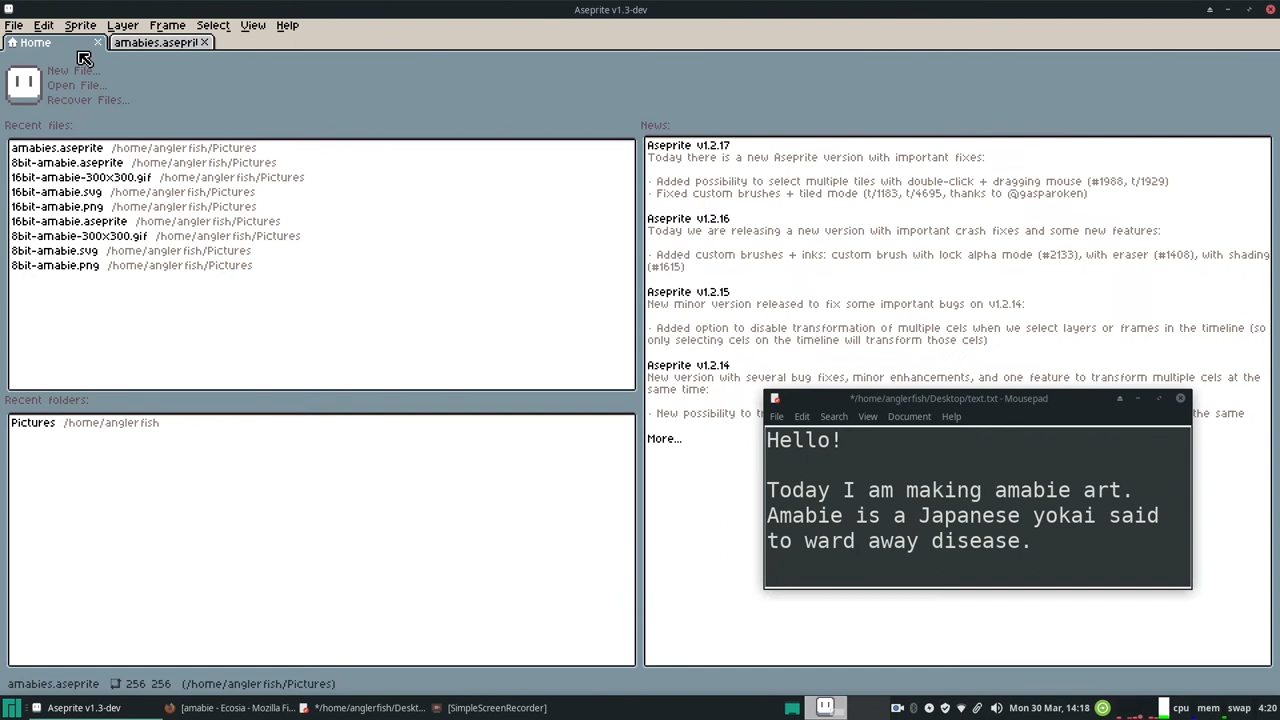 Aseprite v1.3-dev
File Edit Sprite Layer Frame Select View Help
Home amabies.asepri
New File...
Open File...
Recover Files...
Recent files:
amabies.aseprite /home/anglerfish/Pictures
8bit-amabie.aseprite /home/anglerfish/Pictures
16bit-amabie-300x300.gif /home/anglerfish/Pictures
16bit-amabie.svg /home/anglerfish/Pictures
16bit-amabie.png /home/anglerfish/Pictures
16bit-amabie.aseprite /home/anglerfish/Pictures
8bit-amabie-300x300.gif /home/anglerfish/Pictures
8bit-amabie.svg /home/anglerfish/Pictures
8bit-amabie.png /home/anglerfish/Pictures
Recent folders:
Pictures /home/anglerfish
News:
Aseprite v1.2.17
Today there is a new Aseprite version with important fixes:
· Added possibility to select multiple tiles with double-click + dragging mouse (#1988, t/1929)
· Fixed custom brushes + tiled mode (t/1183, t/4695, thanks to @gasparoken)
Aseprite v1.2.16
Today we are releasing a new version with important crash fixes and some new features:
· Added custom brushes + inks: custom brush with lock alpha mode (#2133), with eraser (#1408), with shading
(#1615)
Aseprite v1.2.15
New minor version released to fix some important bugs on v1.2.14:
· Added option to disable transformation of multiple cels when we select layers or frames in the timeline (so
only selecting cels on the timeline will transform those cels)
Aseprite v1.2.14
New version with several bug fixes, minor enhancements, and one feature to transform multiple cels at the
same time:
· New possibility to the same
More...
*/home/anglerfish/Desktop/text.txt - Mousepad
File Edit Search View Document Help
Hello!
Today I am making amabie art.
Amabie is a Japanese yokai said
to ward away disease.
amabies.aseprite 256 256 (/home/anglerfish/Pictures)
Aseprite v1.3-dev [amabie - Ecosia - Mozilla Fi... */home/anglerfish/Deskt... [SimpleScreenRecorder] Mon 30 Mar, 14:18 cpu mem swap 4:20